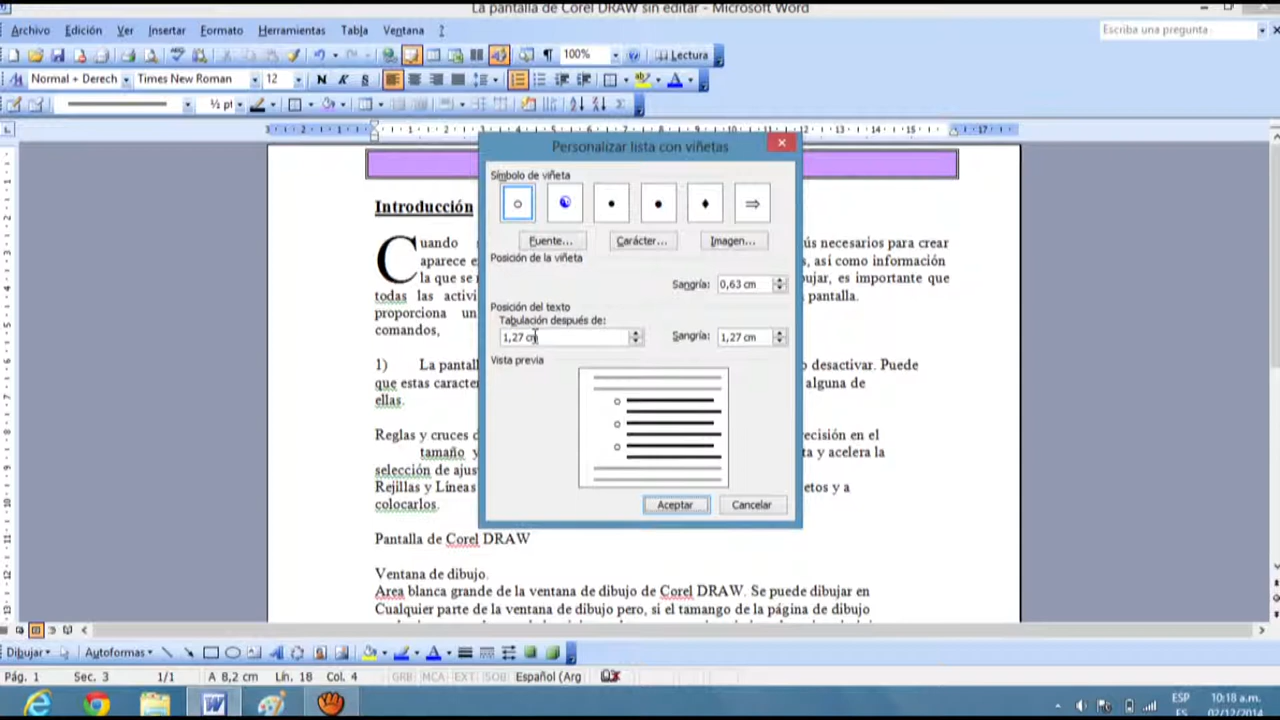 La pantalla de Corel DRAW sin editar - Microsoft Word
Archivo Edición Ver Insertar Formato Herramientas Tabla Ventana ?
Escriba una pregunta
100% Lectura
Normal + Derech Times New Roman 12 N K S
½ pt
Personalizar lista con viñetas
Símbolo de viñeta
Fuente... Carácter... Imagen...
Posición de la viñeta
Sangría: 0,63 cm
Posición del texto
Tabulación después de:
1,27 cm Sangría: 1,27 cm
Vista previa
Aceptar Cancelar
Introducción
Cuando ús necesarios para crear
aparece e s, así como información
la que se ujar, es importante que
todas las activi pantalla.
proporciona un
comandos,
1) La pantal o desactivar. Puede
que estas caracte alguna de
ellas.
Reglas y cruces d recisión en el
tamaño y ta y acelera la
selección de ajus
Rejillas y Líneas etos y a
colocarlos.
Pantalla de Corel DRAW
Ventana de dibujo.
Area blanca grande de la ventana de dibujo de Corel DRAW. Se puede dibujar en
Cualquier parte de la ventana de dibujo pero, si el tamango de la página de dibujo
Dibujar Autoformas
Pág. 1 Sec. 3 1/1 A 8,2 cm Lín. 18 Col. 4 GRB MCA EXT SOB Español (Arg
ESP
ES
10:18 a.m.
02/12/2014